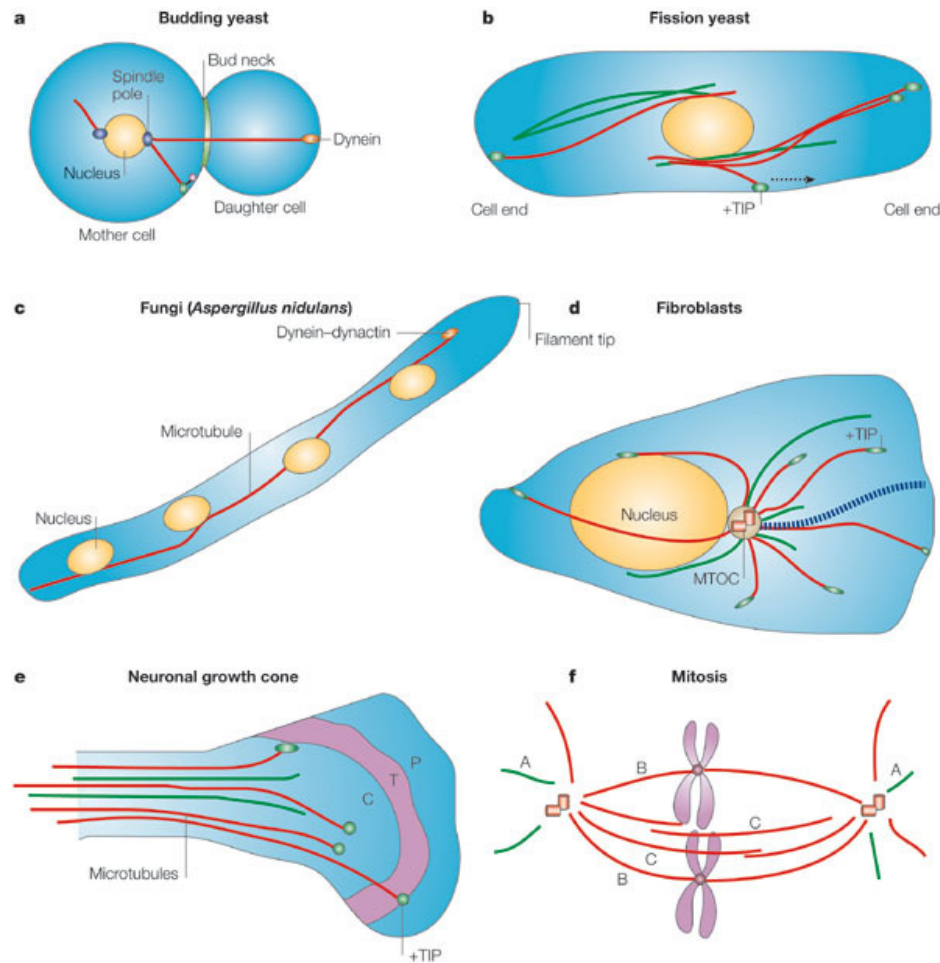 a Budding yeast
Bud neck
Spindle
pole
Dynein
Nucleus
Daughter cell
Mother cell
b Fission yeast
+TIP
Cell end
Cell end
c Fungi (Aspergillus nidulans)
Dynein–dynactin
Filament tip
Microtubule
Nucleus
d Fibroblasts
+TIP
Nucleus
MTOC
e Neuronal growth cone
P
T
C
Microtubules
+TIP
f Mitosis
A
B
A
C
C
B